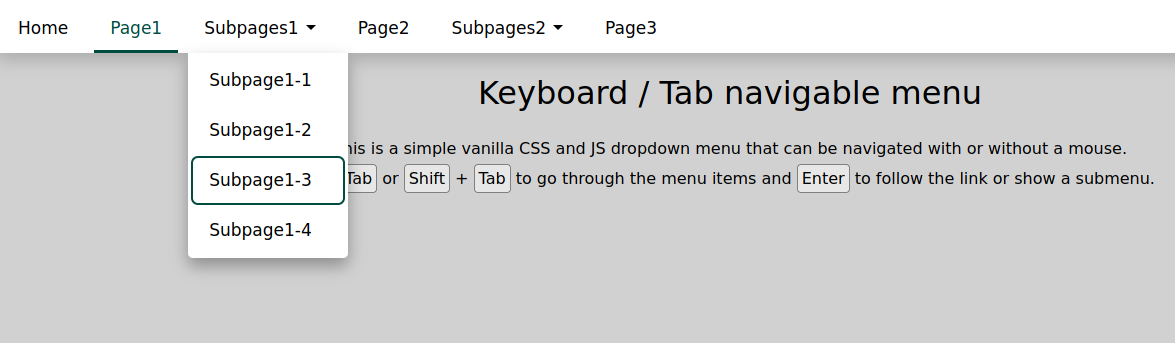 Home Page1 Subpages1 Page2 Subpages2 Page3
Subpage1-1
Subpage1-2
Subpage1-3
Subpage1-4
Keyboard / Tab navigable menu
is is a simple vanilla CSS and JS dropdown menu that can be navigated with or without a mouse.
Tab or Shift + Tab to go through the menu items and Enter to follow the link or show a submenu.